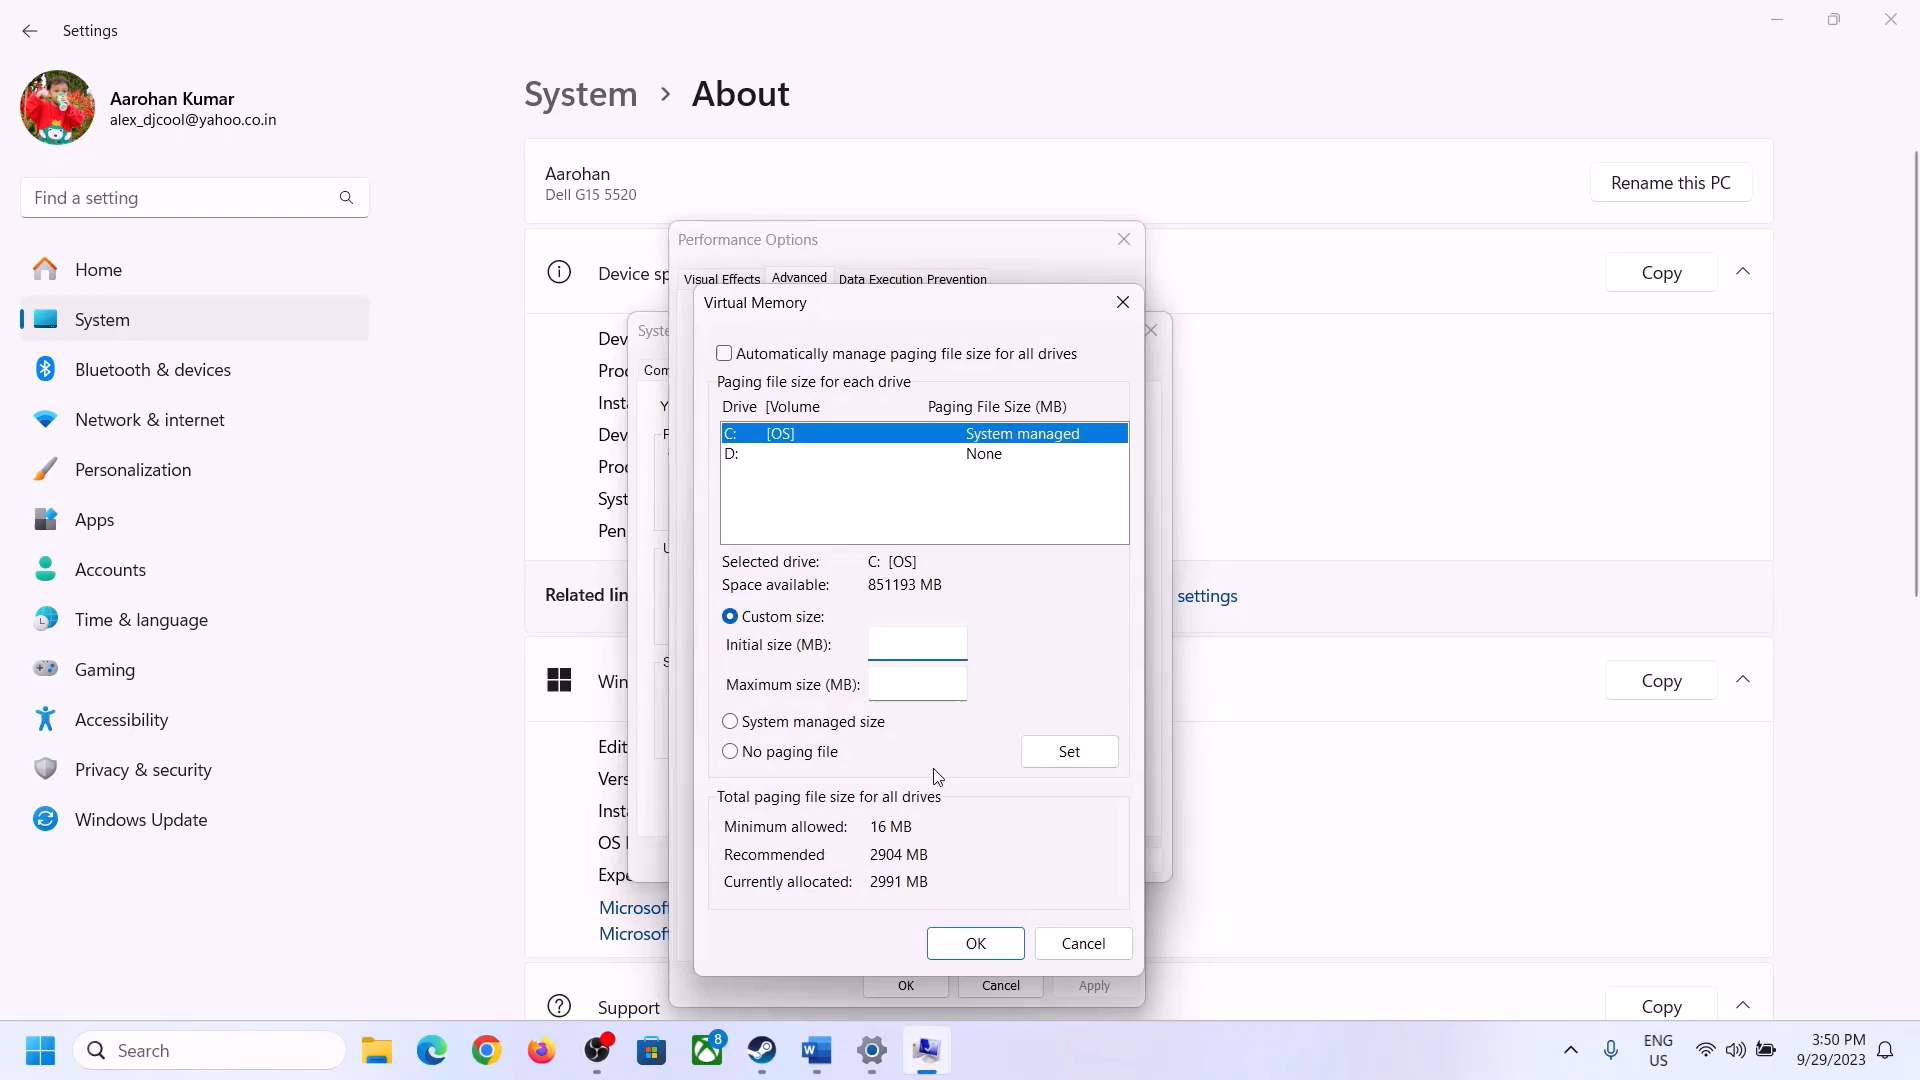 Settings
Aarohan Kumar
alex_djcool@yahoo.co.in
Find a setting
Home
System
Bluetooth & devices
Network & internet
Personalization
Apps
Accounts
Time & language
Gaming
Accessibility
Privacy & security
Windows Update
System > About
Aarohan
Dell G15 5520
Rename this PC
Device sp
Copy
Dev
Proc
Insta
Dev
Proc
Syst
Pen
Related lin
settings
Win
Copy
Edit
Vers
Insta
OS
Expe
Microsof
Microsof
Support
Copy
Syste
Com
Performance Options
Visual Effects
Advanced
Data Execution Prevention
Virtual Memory
Automatically manage paging file size for all drives
Paging file size for each drive
Drive [Volume Paging File Size (MB)
C: [OS] System managed
D: None
Selected drive: C: [OS]
Space available: 851193 MB
Custom size:
Initial size (MB):
Maximum size (MB):
System managed size
No paging file
Set
Total paging file size for all drives
Minimum allowed: 16 MB
Recommended 2904 MB
Currently allocated: 2991 MB
OK
Cancel
OK
Cancel
Apply
Search
8
ENG
US
3:50 PM
9/29/2023